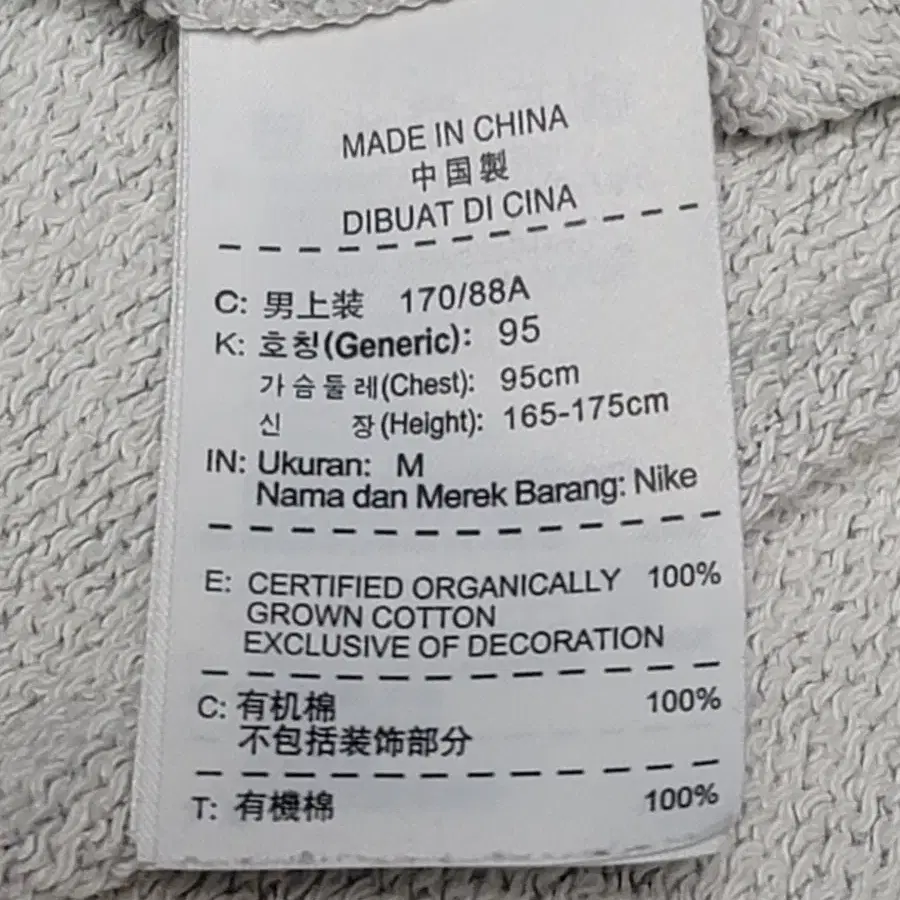 MADE IN CHINA
中国製
DIBUAT DI CINA
C: 男上装 170/88A
K: 호칭(Generic): 95
가슴둘레(Chest): 95cm
신 장(Height): 165-175cm
IN: Ukuran: M
Nama dan Merek Barang: Nike
E: CERTIFIED ORGANICALLY 100%
GROWN COTTON
EXCLUSIVE OF DECORATION
C: 有机棉 100%
不包括装饰部分
T: 有機棉 100%